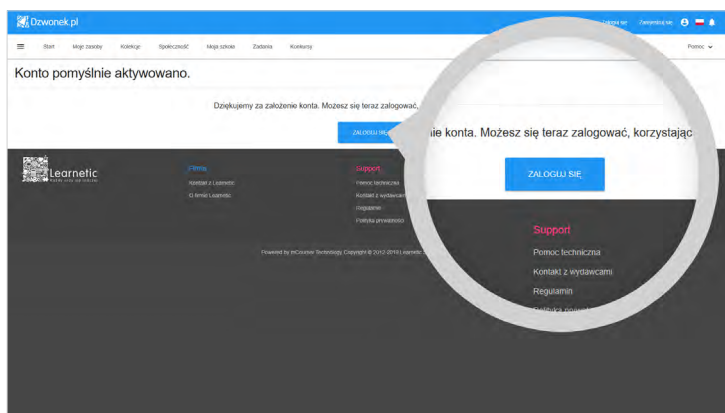 Dzwonek.pl
Zaloguj się Zarejestruj się
Start Moje zasoby Kolekcje Społeczność Moja szkoła Zadania Konkursy Pomoc
Konto pomyślnie aktywowano.
Dziękujemy za założenie konta. Możesz się teraz zalogować,
ZALOGUJ SIĘ
nie konta. Możesz się teraz zalogować, korzystając
ZALOGUJ SIĘ
Learnetic
Firma
Kontakt z Learnetic
O firmie Learnetic
Support
Pomoc techniczna
Kontakt z wydawcami
Regulamin
Polityka prywatności
Support
Pomoc techniczna
Kontakt z wydawcami
Regulamin
Powered by mCourser Technology. Copyright © 2012-2019 Learnetic